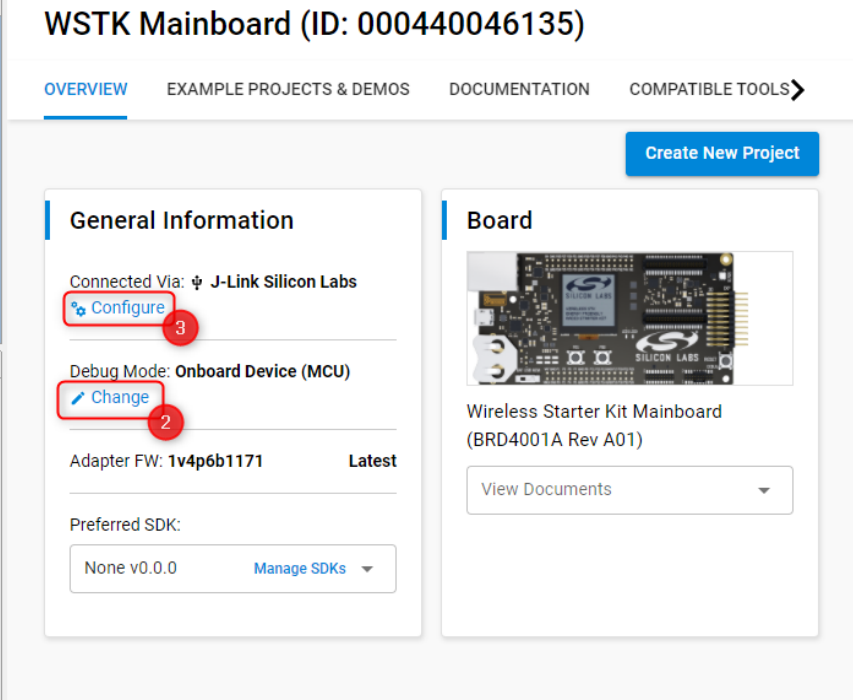 WSTK Mainboard (ID: 000440046135)
OVERVIEW EXAMPLE PROJECTS & DEMOS DOCUMENTATION COMPATIBLE TOOLS
Create New Project
General Information
Connected Via: J-Link Silicon Labs
Configure
3
Debug Mode: Onboard Device (MCU)
Change
2
Adapter FW: 1v4p6b1171 Latest
Preferred SDK:
None v0.0.0 Manage SDKs
Board
SILICON LABS
SILICON LABS
Wireless Starter Kit Mainboard
(BRD4001A Rev A01)
View Documents